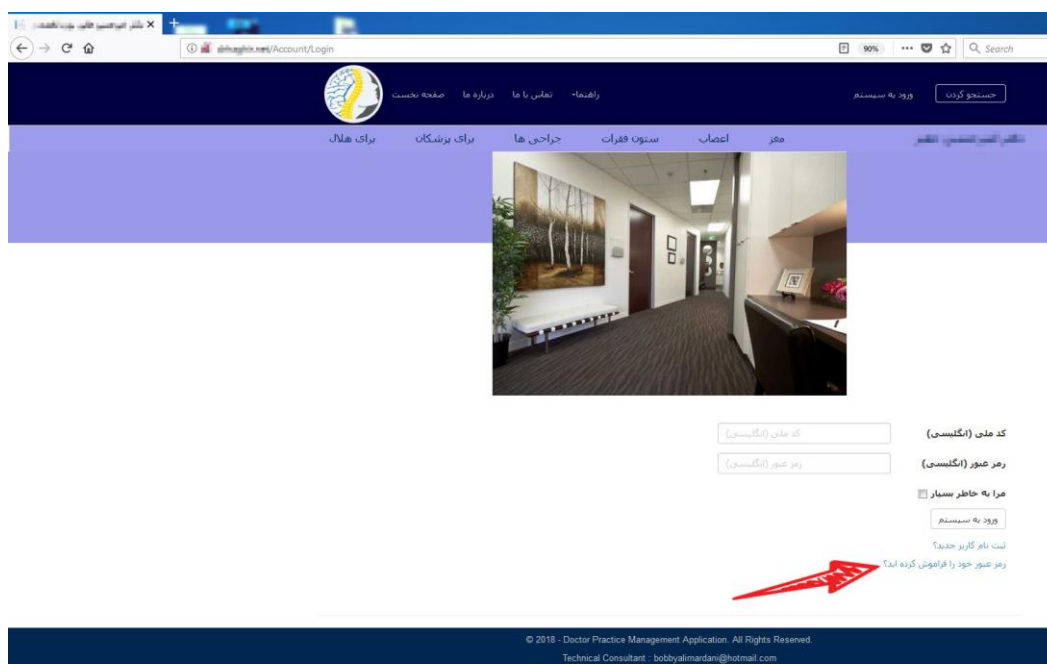 /Account/Login
90%
Search
جستجو کردن
ورود به سیستم
راهنما
تماس با ما
درباره ما
صفحه نخست
مغز
اعصاب
ستون فقرات
جراحی ها
برای پزشکان
برای هلال
کد ملی (انگلیسی)
کد ملی (انگلیسی)
رمز عبور (انگلیسی)
رمز عبور (انگلیسی)
مرا به خاطر بسپار
ورود به سیستم
ثبت نام کاربر جدید؟
رمز عبور خود را فراموش کرده اید؟
© 2018 - Doctor Practice Management Application. All Rights Reserved.
Technical Consultant : bobbyalimardani@hotmail.com